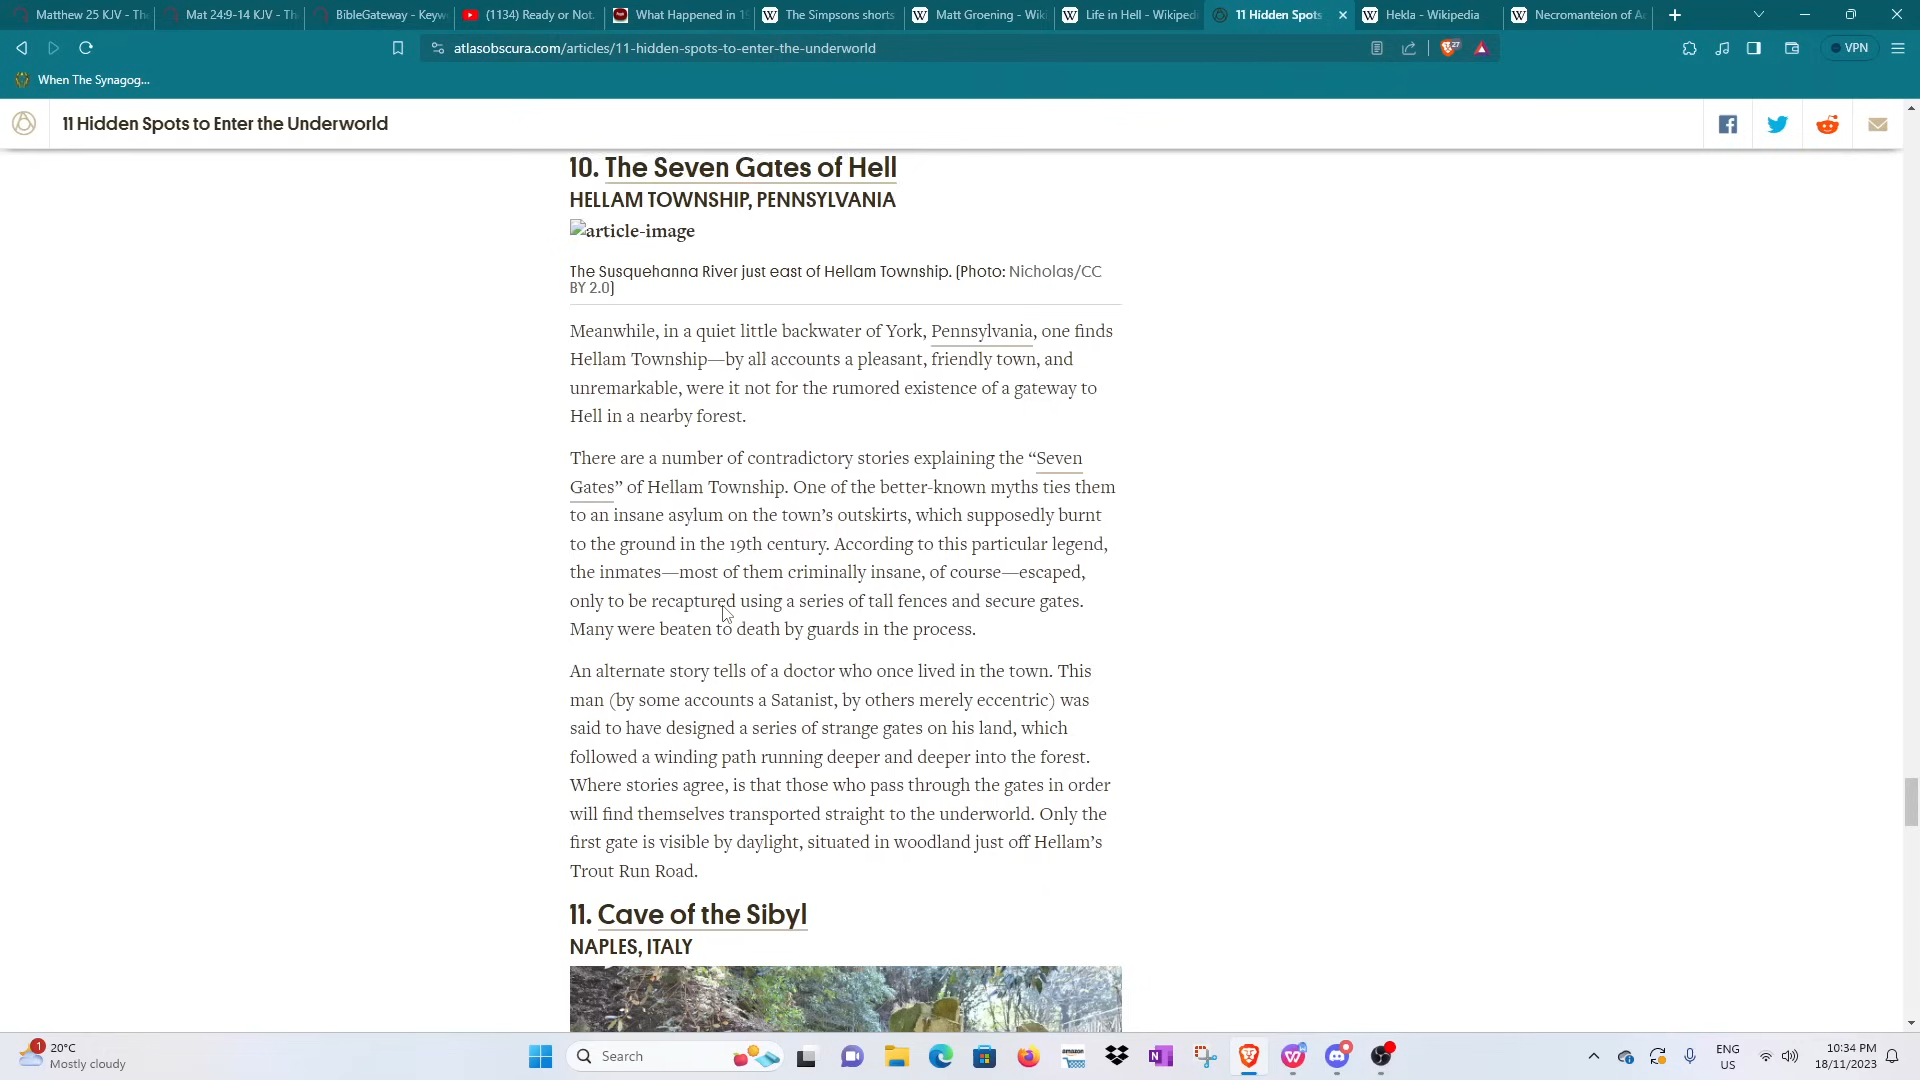 Matthew 25 KJV - Th
Mat 24:9-14 KJV - Th
BibleGateway - Keyw
(1134) Ready or Not.
What Happened in 19
The Simpsons shorts
Matt Groening - Wiki
Life in Hell - Wikiped
11 Hidden Spots
Hekla - Wikipedia
Necromanteion of Ac
atlasobscura.com/articles/11-hidden-spots-to-enter-the-underworld
27
VPN
When The Synagog...
11 Hidden Spots to Enter the Underworld
10. The Seven Gates of Hell
HELLAM TOWNSHIP, PENNSYLVANIA
article-image
The Susquehanna River just east of Hellam Township. (Photo: Nicholas/CC
BY 2.0)
Meanwhile, in a quiet little backwater of York, Pennsylvania, one finds
Hellam Township—by all accounts a pleasant, friendly town, and
unremarkable, were it not for the rumored existence of a gateway to
Hell in a nearby forest.
There are a number of contradictory stories explaining the “Seven
Gates” of Hellam Township. One of the better-known myths ties them
to an insane asylum on the town’s outskirts, which supposedly burnt
to the ground in the 19th century. According to this particular legend,
the inmates—most of them criminally insane, of course—escaped,
only to be recaptured using a series of tall fences and secure gates.
Many were beaten to death by guards in the process.
An alternate story tells of a doctor who once lived in the town. This
man (by some accounts a Satanist, by others merely eccentric) was
said to have designed a series of strange gates on his land, which
followed a winding path running deeper and deeper into the forest.
Where stories agree, is that those who pass through the gates in order
will find themselves transported straight to the underworld. Only the
first gate is visible by daylight, situated in woodland just off Hellam’s
Trout Run Road.
11. Cave of the Sibyl
NAPLES, ITALY
1
20°C
Mostly cloudy
Search
amazon
ENG
US
10:34 PM
18/11/2023